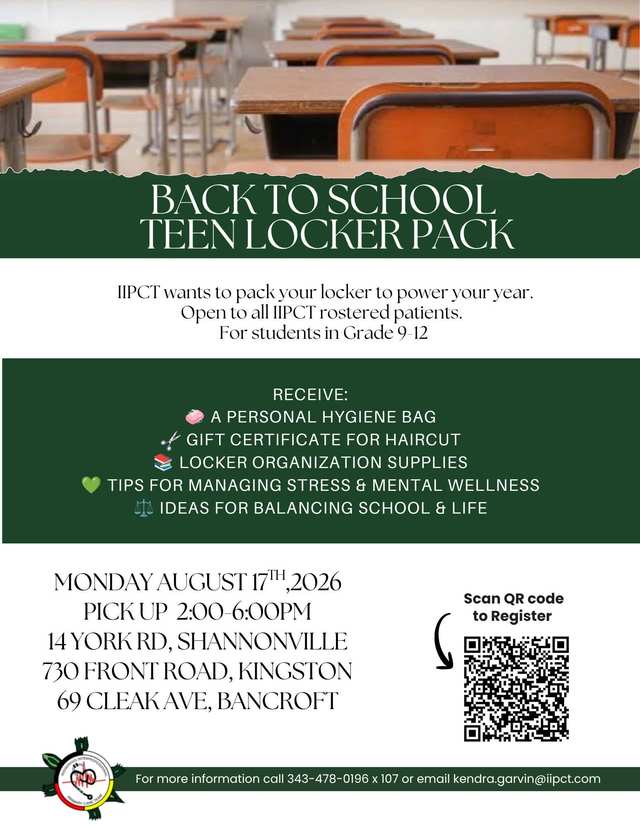 BACK TO SCHOOL
TEEN LOCKER PACK
IIPCT wants to pack your locker to power your year.
Open to all IIPCT rostered patients.
For students in Grade 9-12
RECEIVE:
🧼 A PERSONAL HYGIENE BAG
✂️ GIFT CERTIFICATE FOR HAIRCUT
📚 LOCKER ORGANIZATION SUPPLIES
💚 TIPS FOR MANAGING STRESS & MENTAL WELLNESS
⚖️ IDEAS FOR BALANCING SCHOOL & LIFE
MONDAY AUGUST 17TH,2026
PICK UP 2:00-6:00PM
14 YORK RD, SHANNONVILLE
730 FRONT ROAD, KINGSTON
69 CLEAK AVE, BANCROFT
Scan QR code
to Register
For more information call 343-478-0196 x 107 or email kendra.garvin@iipct.com